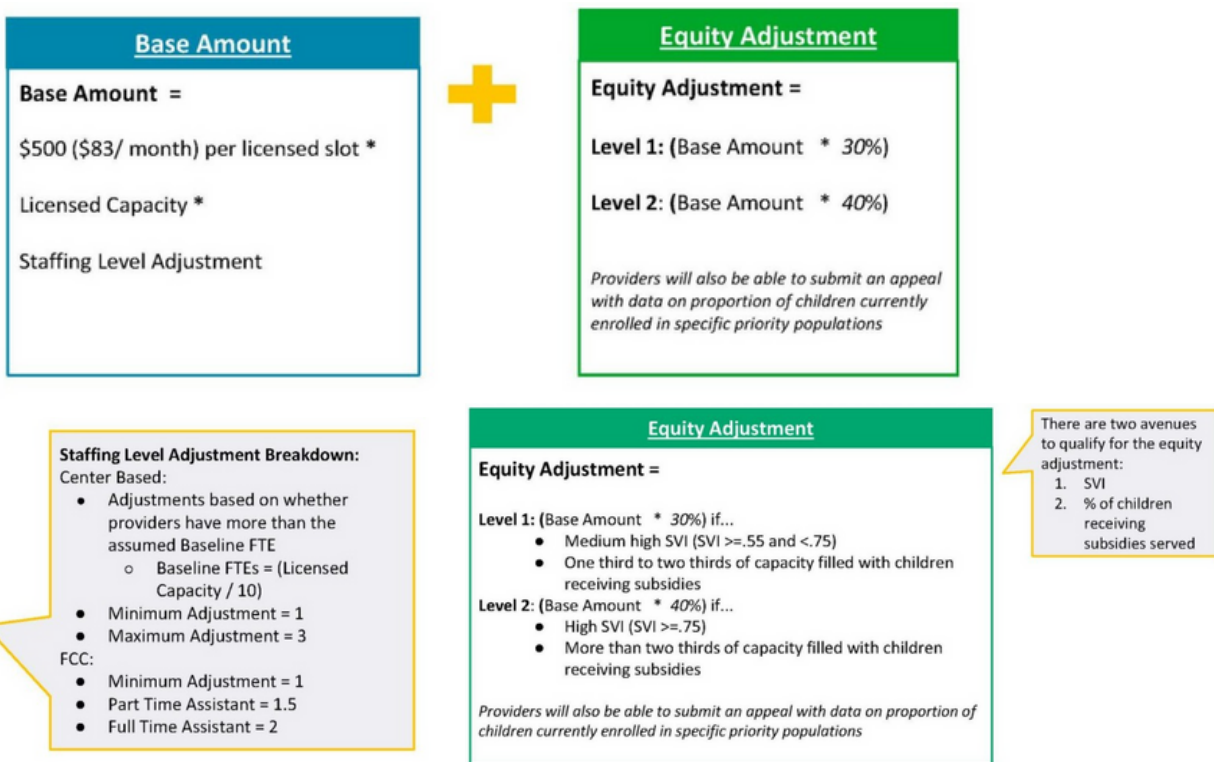 Base Amount
Base Amount =
$500 ($83/ month) per licensed slot *
Licensed Capacity *
Staffing Level Adjustment
Equity Adjustment
Equity Adjustment =
Level 1: (Base Amount * 30%)
Level 2: (Base Amount * 40%)
Providers will also be able to submit an appeal
with data on proportion of children currently
enrolled in specific priority populations
Staffing Level Adjustment Breakdown:
Center Based:
● Adjustments based on whether
providers have more than the
assumed Baseline FTE
○ Baseline FTEs = (Licensed
Capacity / 10)
● Minimum Adjustment = 1
● Maximum Adjustment = 3
FCC:
● Minimum Adjustment = 1
● Part Time Assistant = 1.5
● Full Time Assistant = 2
Equity Adjustment
Equity Adjustment =
Level 1: (Base Amount * 30%) if...
● Medium high SVI (SVI >=.55 and <.75)
● One third to two thirds of capacity filled with children
receiving subsidies
Level 2: (Base Amount * 40%) if...
● High SVI (SVI >=.75)
● More than two thirds of capacity filled with children
receiving subsidies
Providers will also be able to submit an appeal with data on proportion of
children currently enrolled in specific priority populations
There are two avenues
to qualify for the equity
adjustment:
1. SVI
2. % of children
receiving
subsidies served